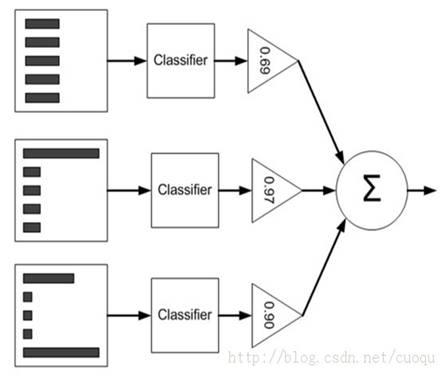 Classifier
0.69
Classifier
0.97
Σ
Classifier
0.90
http://blog.csdn.net/cuoqu